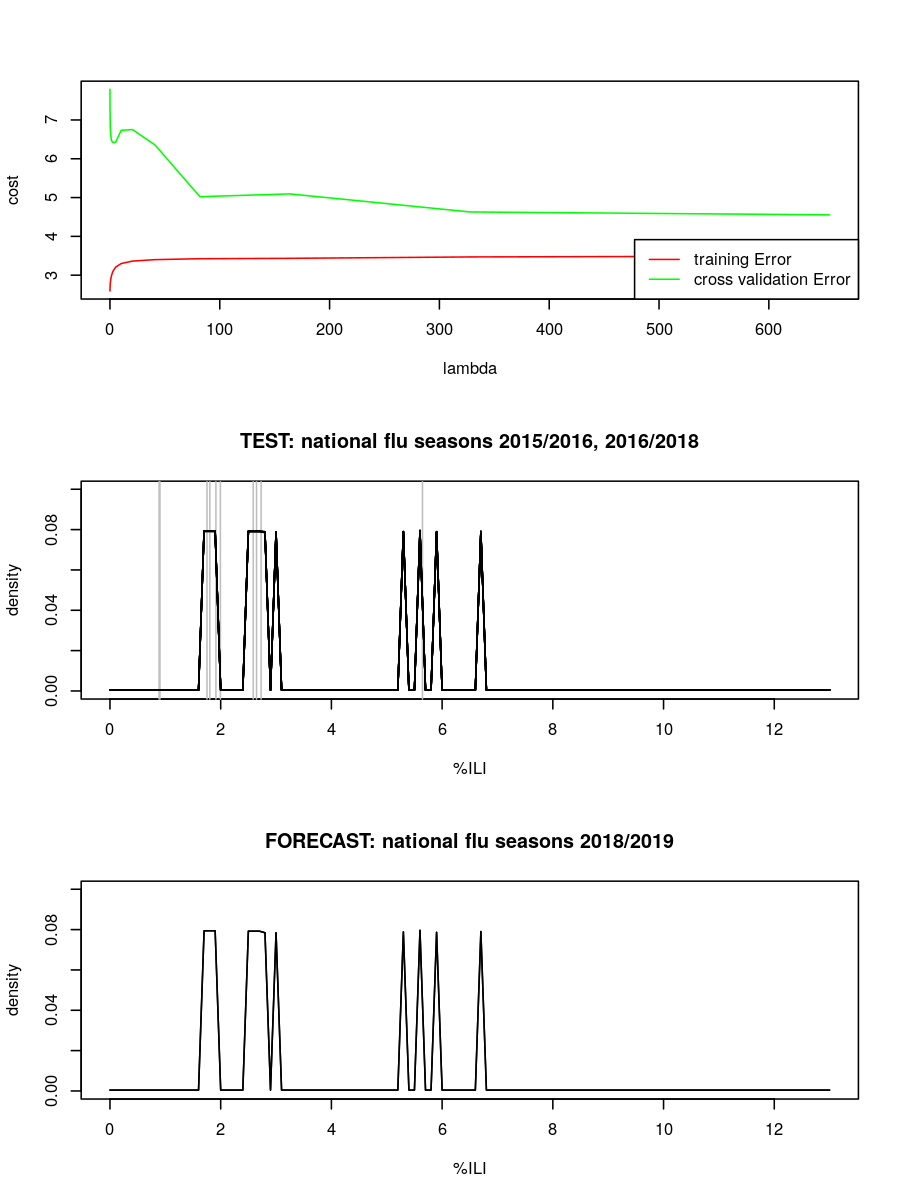 cost
7
6
5
4
3
training Error
cross validation Error
0 100 200 300 400 500 600
lambda
TEST: national flu seasons 2015/2016, 2016/2018
density
0.08
0.04
0.00
0 2 4 6 8 10 12
%ILI
FORECAST: national flu seasons 2018/2019
density
0.08
0.04
0.00
0 2 4 6 8 10 12
%ILI